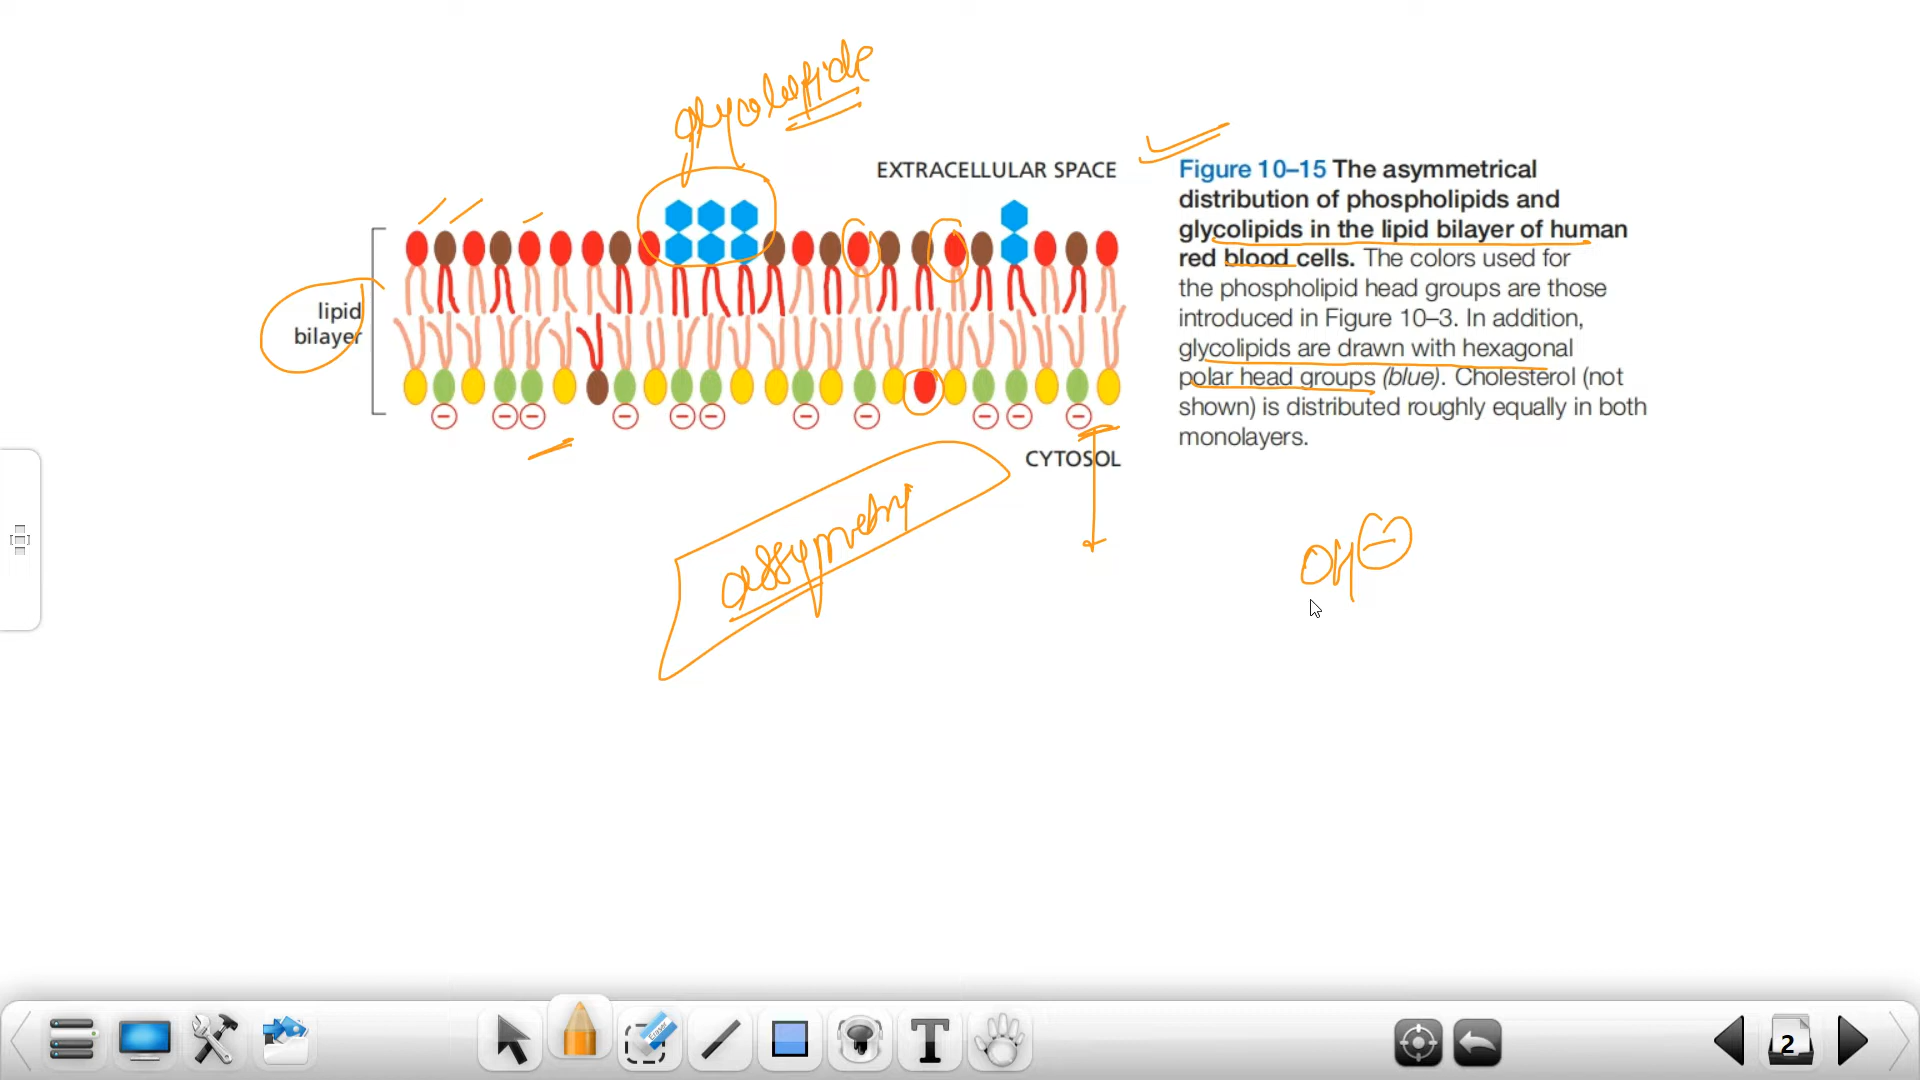 glycoleipide
EXTRACELLULAR SPACE
lipid
bilayer
CYTOSOL
Figure 10–15 The asymmetrical
distribution of phospholipids and
glycolipids in the lipid bilayer of human
red blood cells. The colors used for
the phospholipid head groups are those
introduced in Figure 10–3. In addition,
glycolipids are drawn with hexagonal
polar head groups (blue). Cholesterol (not
shown) is distributed roughly equally in both
monolayers.
assymetry
OH⊖
T
2